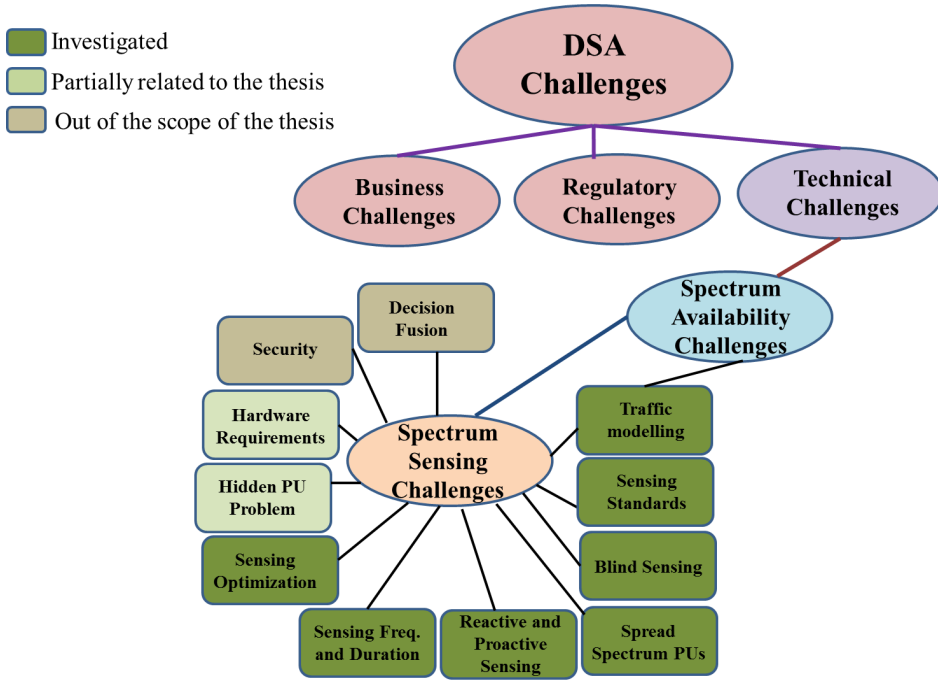 Investigated
Partially related to the thesis
Out of the scope of the thesis
DSA
Challenges
Business
Challenges
Regulatory
Challenges
Technical
Challenges
Spectrum
Availability
Challenges
Decision
Fusion
Security
Hardware
Requirements
Hidden PU
Problem
Sensing
Optimization
Spectrum
Sensing
Challenges
Traffic
modelling
Sensing
Standards
Blind Sensing
Sensing Freq.
and Duration
Reactive and
Proactive
Sensing
Spread
Spectrum PUs